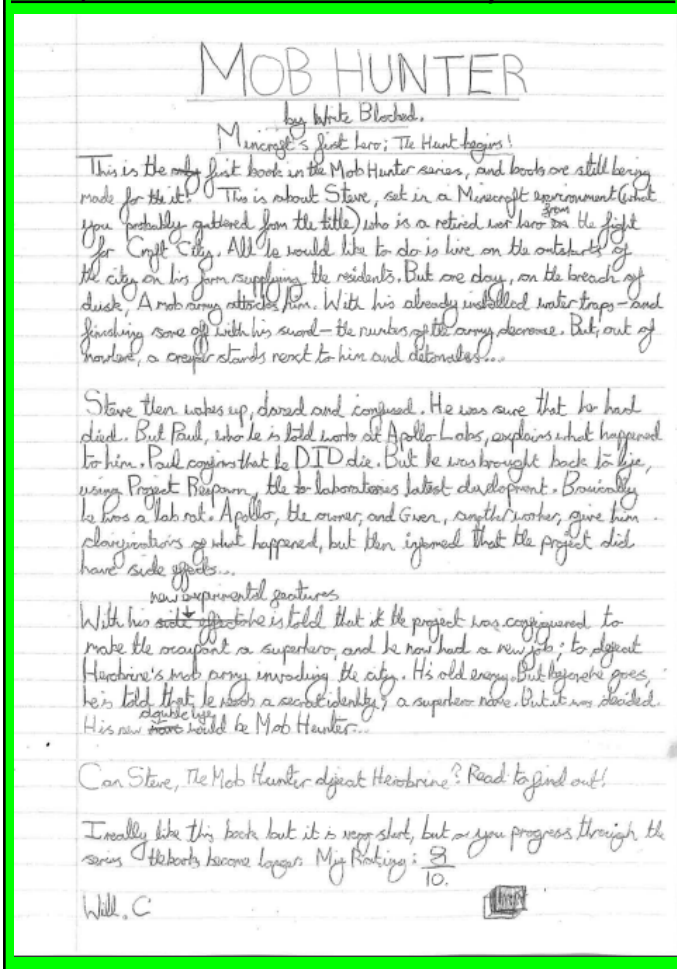 MOB HUNTER
by Write Blocked.
Mincraft's first hero; The Hunt begins!
This is the only first book in the Mob Hunter series, and books are still being
made for the it! This is about Steve, set in a Minecraft environment (what
you probably guttered from the title) who is a retired war hero from the fight
for Craft City. All he would like to do is live on the outskirts of
the city on his farm supplying the residents. But one day, on the breach of
dusk, A mob army attacks him. With his already installed water traps - and
finishing some off with his sword - the numbers of the army decrease. But, out of
nowhere, a creeper stands next to him and detonates...
Steve then wakes up, dazed and confused. He was sure that he had
died. But Paul, who he is told works at Apollo Labs, explains what happened
to him. Paul confirms that he DID die. But he was brought back to life,
using Project Respawn, the laboratories latest development. Basically
he was a lab rat. Apollo, the owner, and Gwen, another worker, give him
clarifications of what happened, but then informed that the project did
have side effects...
new experimental features
With his side effects he is told that the project was configuered to
make the occupant a superhero, and he now had a new job: to defeat
Herobrine's mob army invading the city. His old enemy. But before he goes,
he is told that he needs a secret identity; a superhero name. But it was decided.
double life
His new would be Mob Hunter...
Can Steve, The Mob Hunter defeat Herobrine? Read to find out!
I really like this book but it is very short, but as you progress through the
series the books become longer. My Rating: 8
10.
Will. C